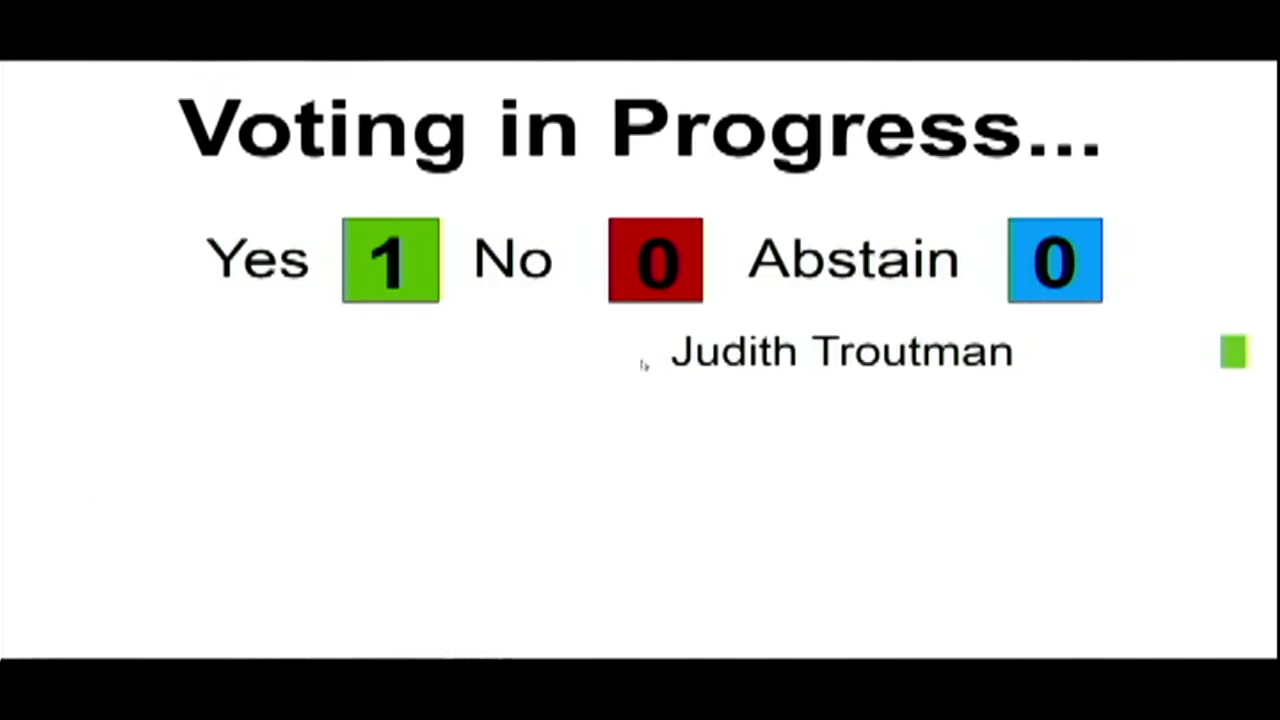 Voting in Progress...
Yes 1 No 0 Abstain 0
Judith Troutman